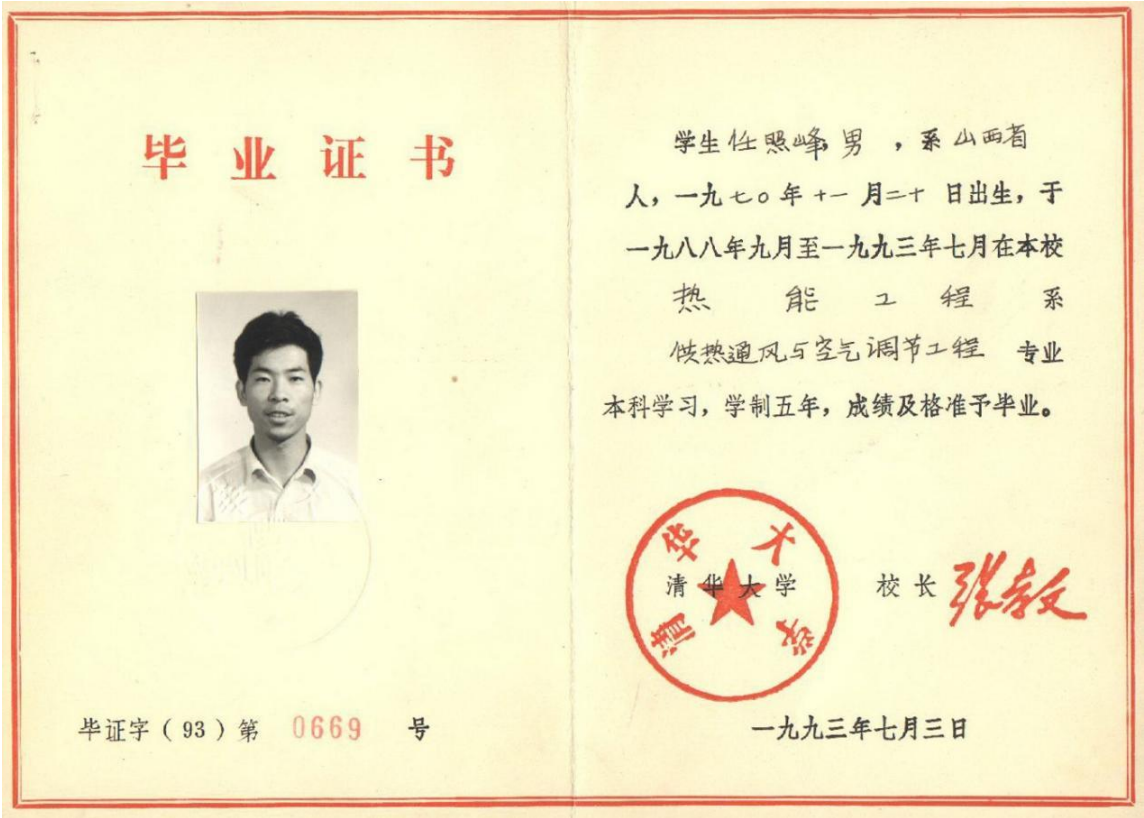 毕业证书
毕证字（93）第 0669 号
学生任照峰，男，系山西省
人，一九七〇年十一月二十日出生，于
一九八八年九月至一九九三年七月在本校
热能工程系
供热通风与空气调节工程 专业
本科学习，学制五年，成绩及格准予毕业。
清华大学
清华大学 校长 张孝文
一九九三年七月三日